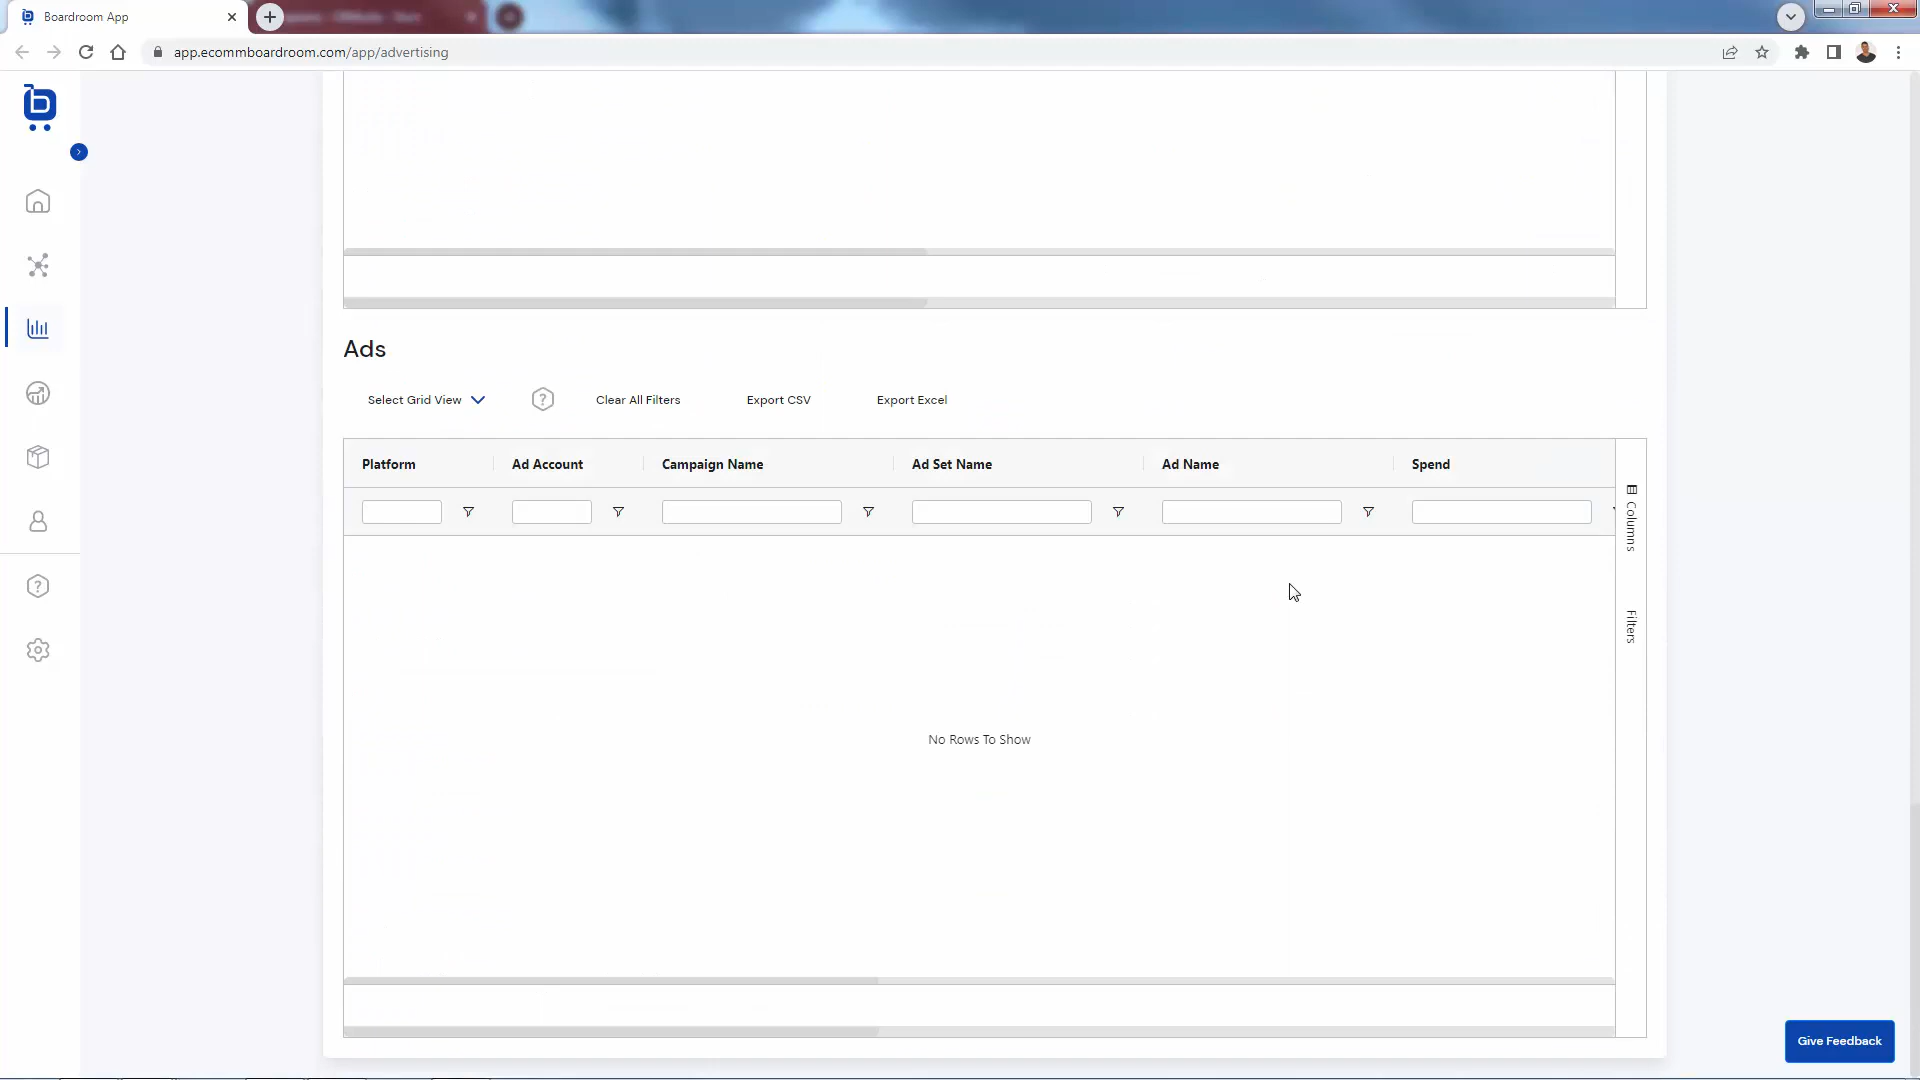 Boardroom App
app.ecommboardroom.com/app/advertising
Ads
Select Grid View
Clear All Filters
Export CSV
Export Excel
Platform
Ad Account
Campaign Name
Ad Set Name
Ad Name
Spend
Columns
Filters
No Rows To Show
Give Feedback